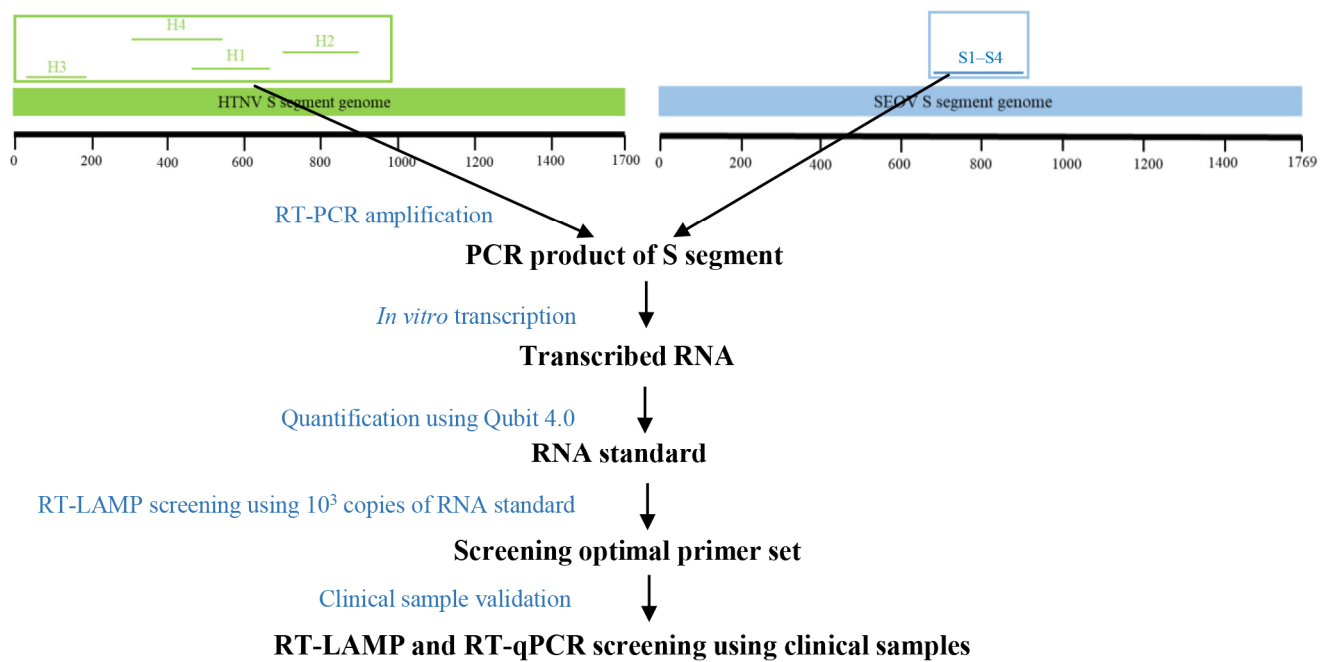 H4
H2
H1
H3
S1–S4
HTNV S segment genome
SEOV S segment genome
0 200 400 600 800 1000 1200 1400 1700
0 200 400 600 800 1000 1200 1400 1769
RT-PCR amplification
PCR product of S segment
In vitro transcription
Transcribed RNA
Quantification using Qubit 4.0
RNA standard
RT-LAMP screening using 10³ copies of RNA standard
Screening optimal primer set
Clinical sample validation
RT-LAMP and RT-qPCR screening using clinical samples